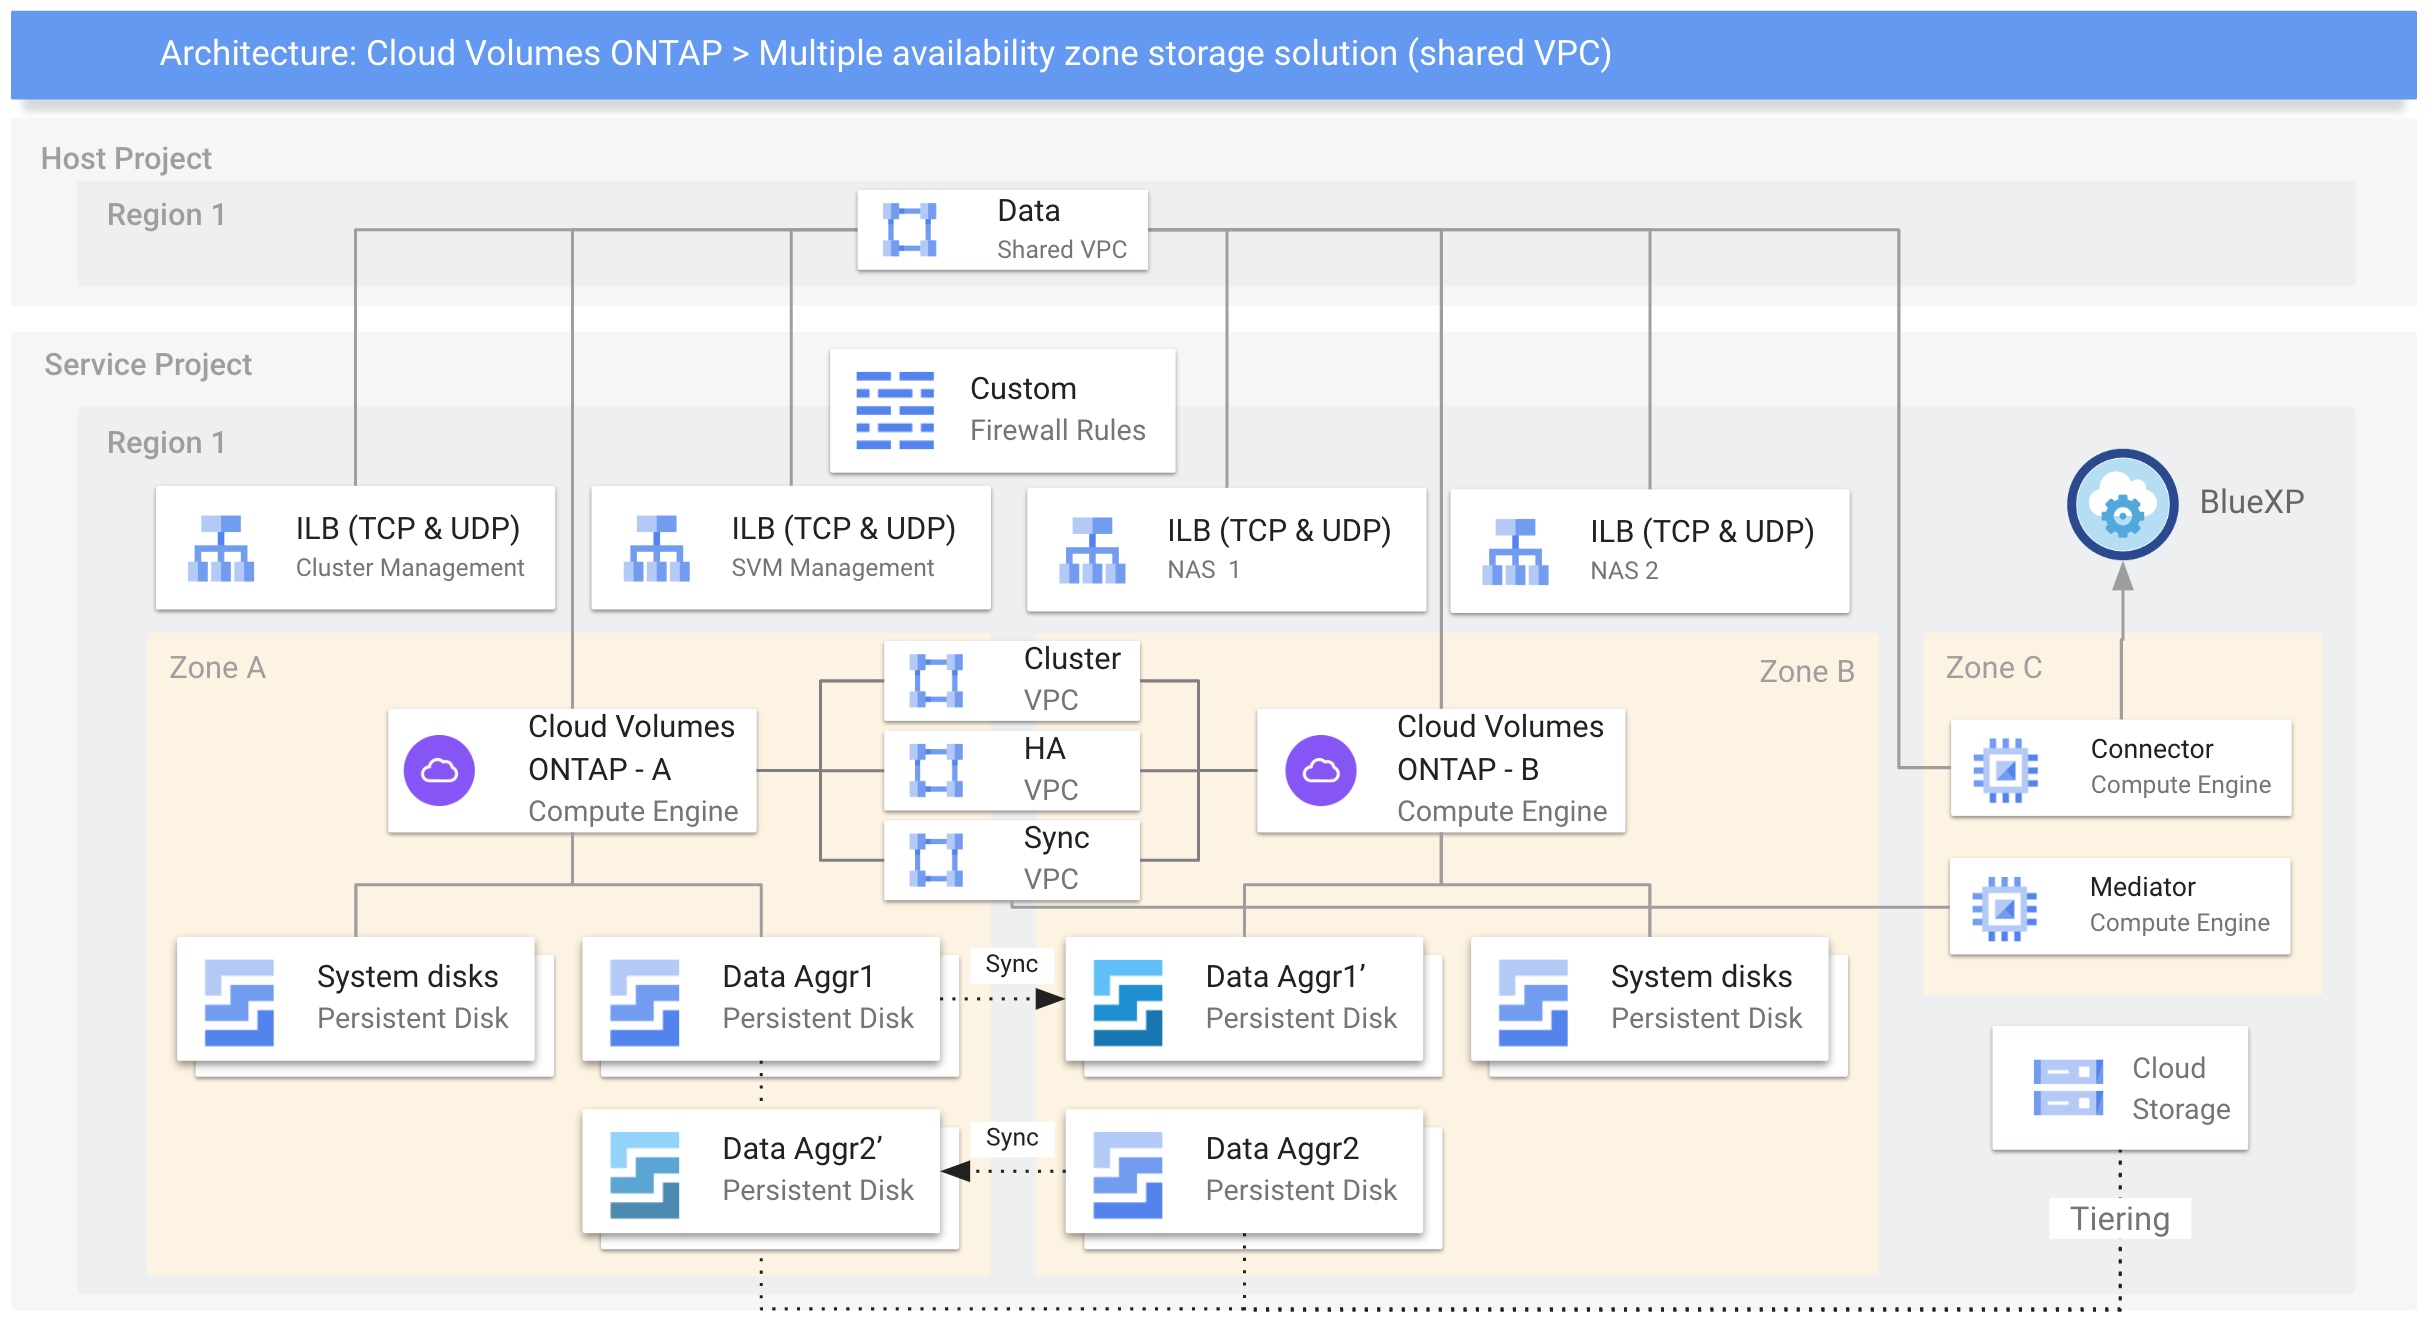 Architecture: Cloud Volumes ONTAP > Multiple availability zone storage solution (shared VPC)
Host Project
Region 1
Data
Shared VPC
Service Project
Custom
Firewall Rules
Region 1
BlueXP
ILB (TCP & UDP)
Cluster Management
ILB (TCP & UDP)
SVM Management
ILB (TCP & UDP)
NAS 1
ILB (TCP & UDP)
NAS 2
Zone A
Zone B
Zone C
Cluster
VPC
HA
VPC
Sync
VPC
Cloud Volumes
ONTAP - A
Compute Engine
Cloud Volumes
ONTAP - B
Compute Engine
Connector
Compute Engine
Mediator
Compute Engine
System disks
Persistent Disk
Data Aggr1
Persistent Disk
Sync
Data Aggr1’
Persistent Disk
System disks
Persistent Disk
Cloud
Storage
Data Aggr2’
Persistent Disk
Sync
Data Aggr2
Persistent Disk
Tiering